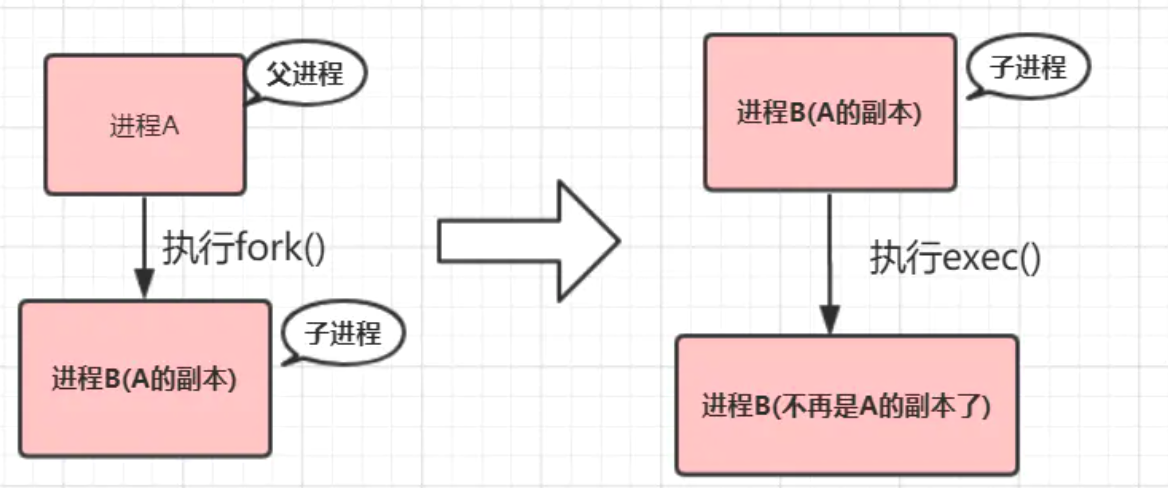 父进程
进程A
执行fork()
子进程
进程B(A的副本)
子进程
进程B(A的副本)
执行exec()
进程B(不再是A的副本了)